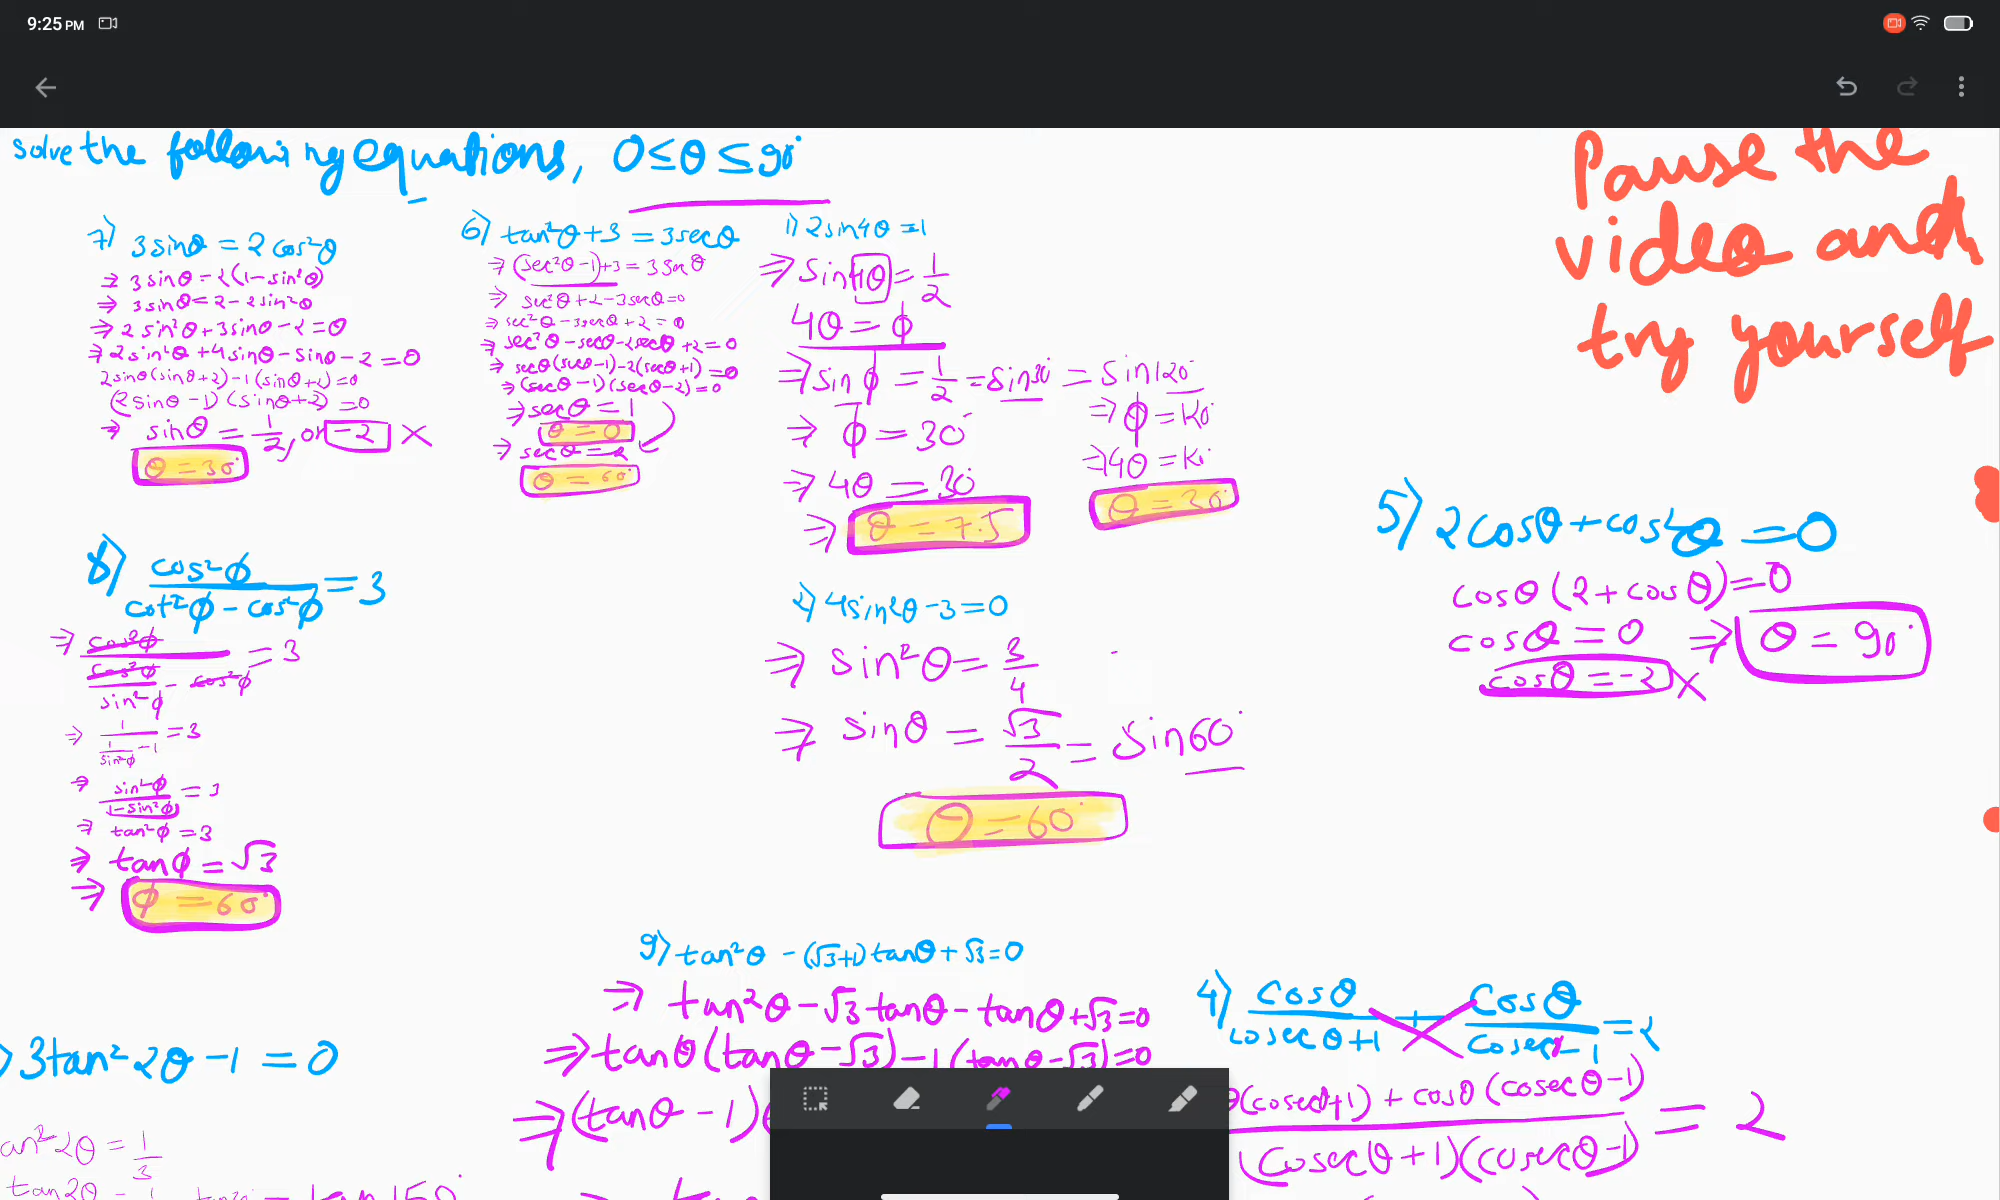 9:25 PM
solve the following equations, 0≤θ≤90°
7) 3sinθ = 2cos²θ
⇒ 3sinθ = 2(1-sin²θ)
⇒ 3sinθ = 2-2sin²θ
⇒ 2sin²θ+3sinθ-2=0
⇒ 2sin²θ+4sinθ-sinθ-2=0
2sinθ(sinθ+2)-1(sinθ+2)=0
(2sinθ-1)(sinθ+2)=0
⇒ sinθ = 1/2, or -2 ×
θ = 30°
6) tan²θ+3 = 3secθ
⇒ (sec²θ-1)+3 = 3secθ
⇒ sec²θ+2-3secθ=0
⇒ sec²θ-3secθ+2=0
⇒ sec²θ-secθ-2secθ+2=0
⇒ secθ(secθ-1)-2(secθ+1)=0
⇒ (secθ-1)(secθ-2)=0
⇒ secθ=1
θ = 0°
⇒ secθ=2
θ = 60°
1) 2sin4θ=1
⇒ sin4θ = 1/2
4θ = ϕ
⇒ sinϕ = 1/2 = sin30° = sin120°
⇒ ϕ = 30°
⇒ 4θ = 30°
⇒ θ = 7.5
⇒ ϕ =
⇒ 4θ =
θ = 30°
Pause the
video and
try yourself
5) 2cosθ+cos²θ=0
cosθ(2+cosθ)=0
cosθ = 0 ⇒ θ = 90°
cosθ=-2 ×
8) cos²ϕ/(cot²ϕ-cos²ϕ) = 3
⇒ cos²ϕ/(cos²ϕ/sin²ϕ - cos²ϕ) = 3
⇒ 1/(1/sin²ϕ - 1) = 3
⇒ sin²ϕ/(1-sin²ϕ) = 3
⇒ tan²ϕ = 3
⇒ tanϕ = √3
⇒ ϕ = 60°
2) 4sin²θ-3=0
⇒ sin²θ = 3/4
⇒ sinθ = √3/2 = sin60°
θ = 60°
9) tan²θ-(√3+1)tanθ+√3=0
⇒ tan²θ-√3tanθ-tanθ+√3=0
⇒ tanθ(tanθ-√3)-1(tanθ-√3)=0
⇒ (tanθ-1)(
4) cosθ/(cosecθ+1) + cosθ/(cosecθ-1) = 2
(cosecθ+1)+cosθ(cosecθ-1)/(cosecθ+1)(cosecθ-1) = 2
) 3tan²2θ-1=0
an²2θ = 1/3
tan2θ = 1 = tan150°